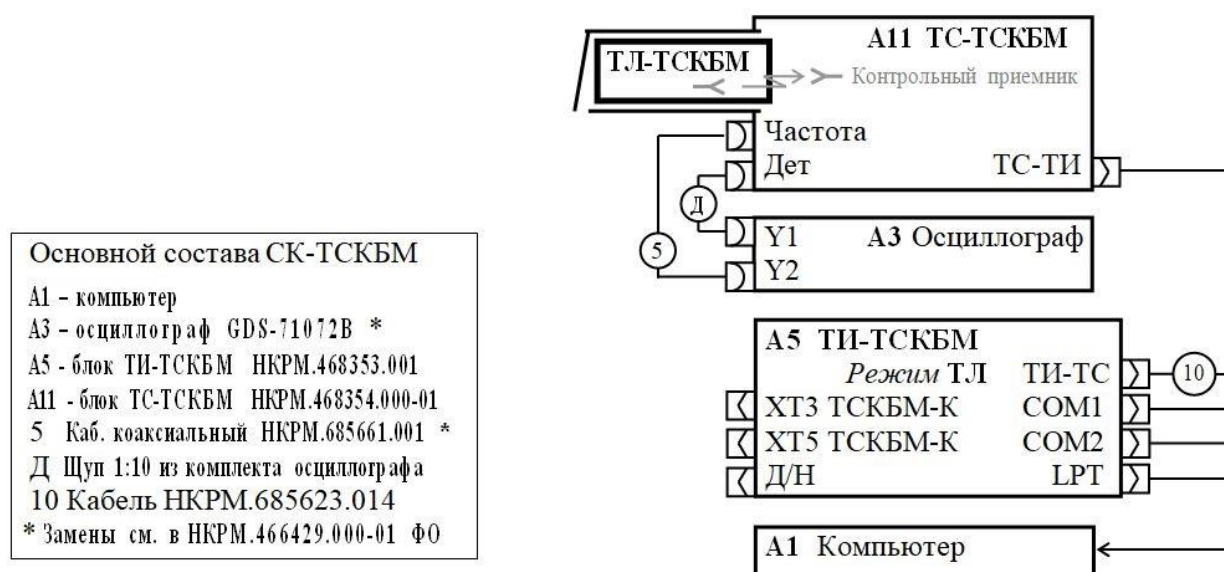 Основной состава СК-ТСКБМ
А1 – компьютер
А3 – осциллограф GDS-71072B *
А5 - блок ТИ-ТСКБМ НКРМ.468353.001
А11 - блок ТС-ТСКБМ НКРМ.468354.000-01
5 Каб. коаксиальный НКРМ.685661.001 *
Д Щуп 1:10 из комплекта осциллографа
10 Кабель НКРМ.685623.014
* Замены см. в НКРМ.466429.000-01 ФО
ТЛ-ТСКБМ
А11 ТС-ТСКБМ
Контрольный приемник
Частота
Дет
ТС-ТИ
Д
5
Y1
А3 Осциллограф
Y2
А5 ТИ-ТСКБМ
Режим ТЛ
ТИ-ТС
10
ХТ3 ТСКБМ-К
COM1
ХТ5 ТСКБМ-К
COM2
Д/Н
LPT
А1 Компьютер